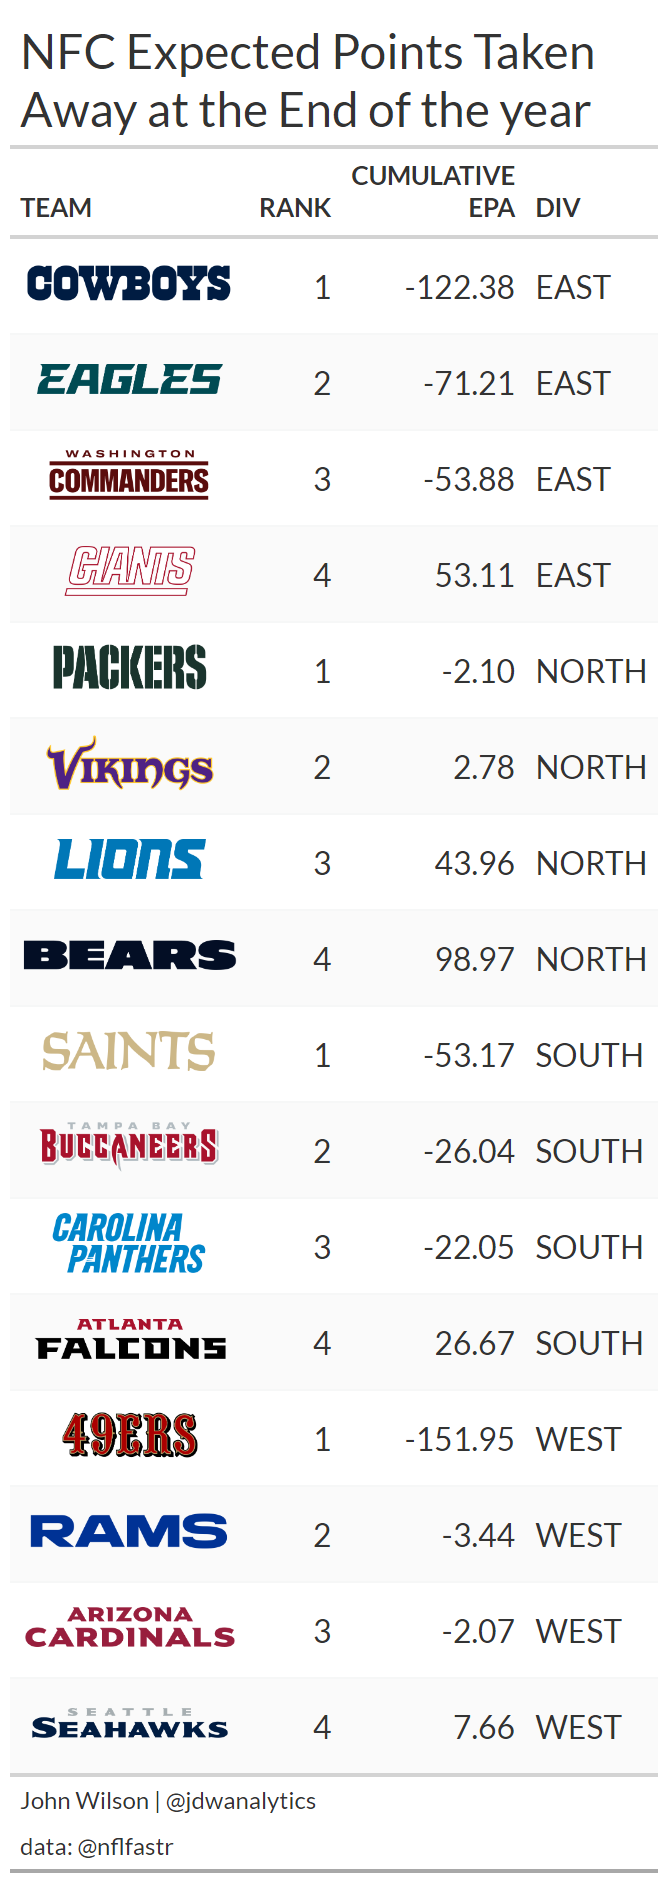 NFC Expected Points Taken
Away at the End of the year
CUMULATIVE
TEAM RANK EPA DIV
COWBOYS 1 -122.38 EAST
EAGLES 2 -71.21 EAST
WASHINGTON
COMMANDERS 3 -53.88 EAST
GIANTS 4 53.11 EAST
PACKERS 1 -2.10 NORTH
VIKINGS 2 2.78 NORTH
LIONS 3 43.96 NORTH
BEARS 4 98.97 NORTH
SAINTS 1 -53.17 SOUTH
TAMPA BAY
BUCCANEERS 2 -26.04 SOUTH
CAROLINA
PANTHERS 3 -22.05 SOUTH
ATLANTA
FALCONS 4 26.67 SOUTH
49ERS 1 -151.95 WEST
RAMS 2 -3.44 WEST
ARIZONA
CARDINALS 3 -2.07 WEST
SEATTLE
SEAHAWKS 4 7.66 WEST
John Wilson | @jdwanalytics
data: @nflfastr